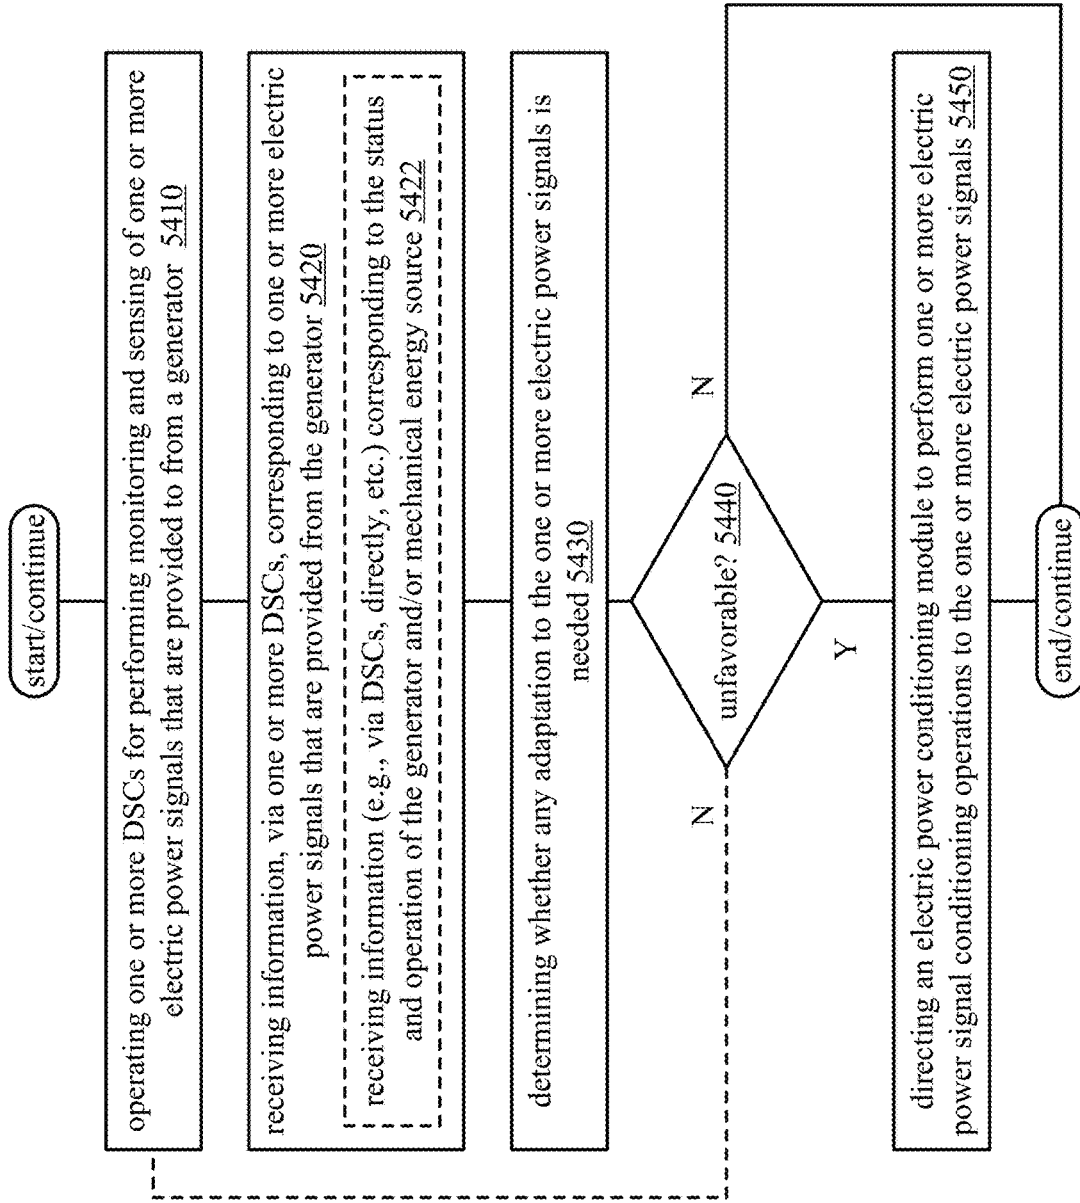 start/continue
operating one or more DSCs for performing monitoring and sensing of one or more
electric power signals that are provided to from a generator 5410
receiving information, via one or more DSCs, corresponding to one or more electric
power signals that are provided from the generator 5420
receiving information (e.g., via DSCs, directly, etc.) corresponding to the status
and operation of the generator and/or mechanical energy source 5422
determining whether any adaptation to the one or more electric power signals is
needed 5430
unfavorable? 5440
N
N
Y
directing an electric power conditioning module to perform one or more electric
power signal conditioning operations to the one or more electric power signals 5450
end/continue